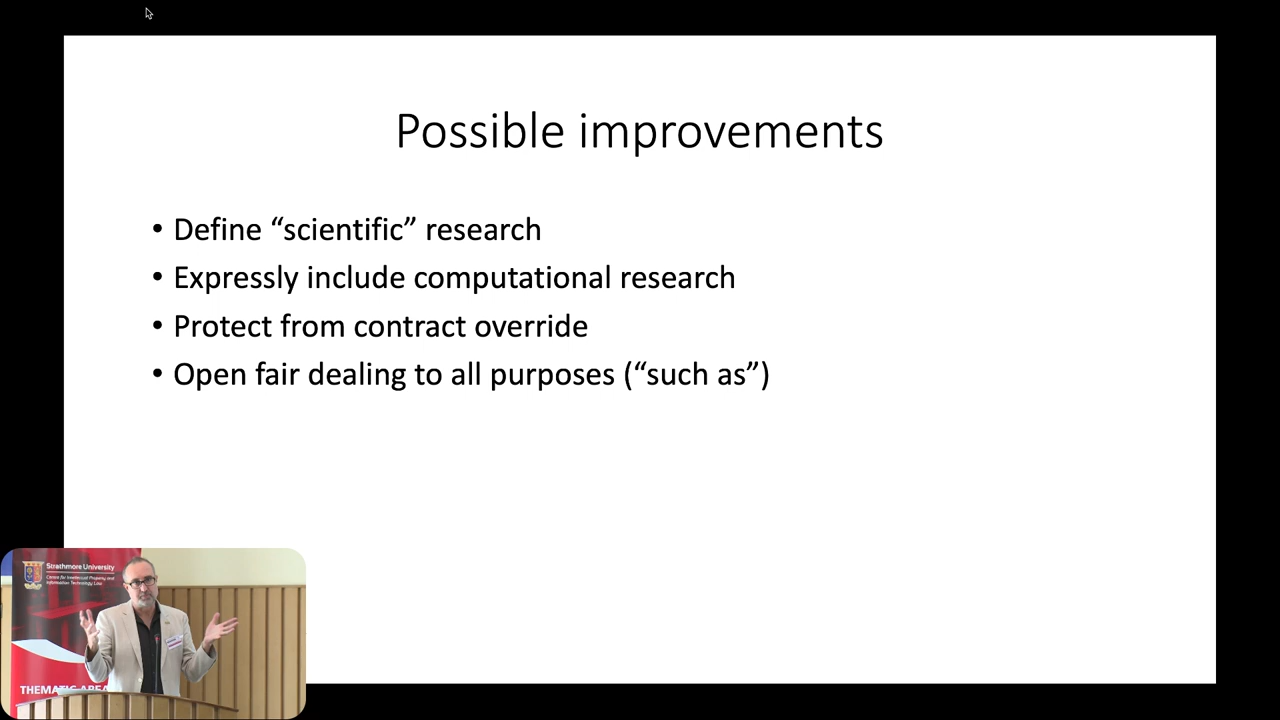 Possible improvements
• Define “scientific” research
• Expressly include computational research
• Protect from contract override
• Open fair dealing to all purposes (“such as”)
Strathmore University
Centre for Intellectual Property and
Information Technology Law
THEMATIC AREA